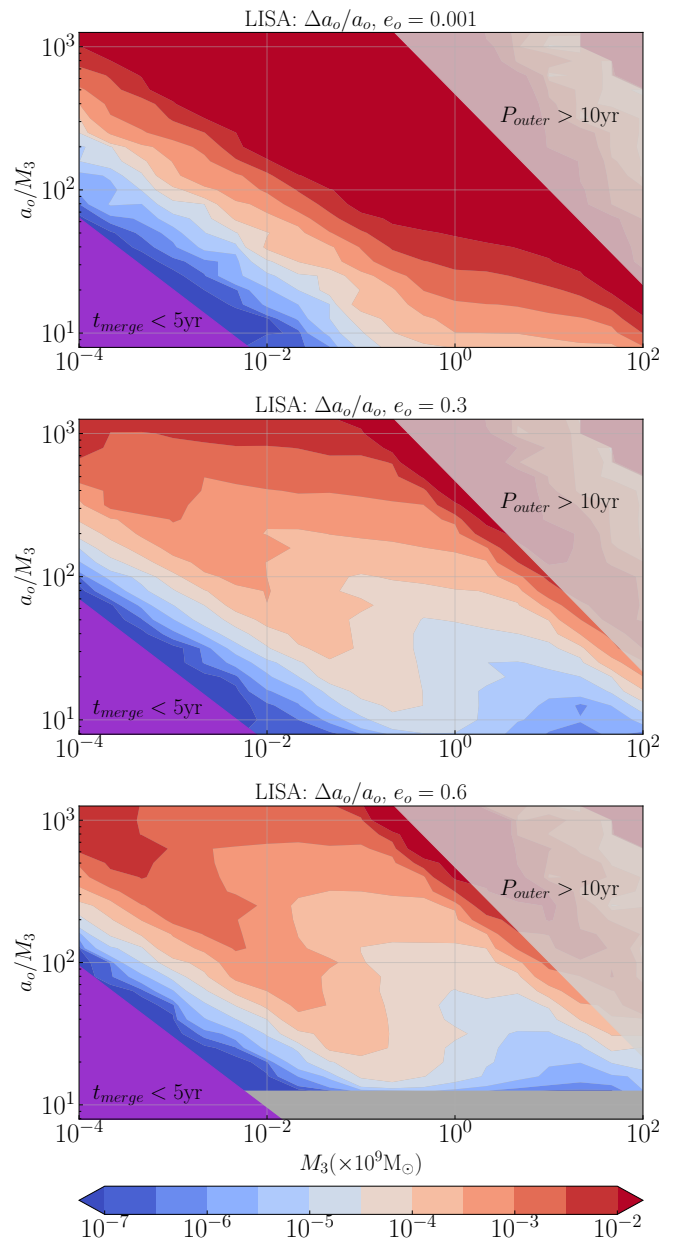 LISA: Δa_o/a_o, e_o = 0.001
10^3
10^2
10^1
a_o/M_3
P_outer > 10yr
t_merge < 5yr
10^-4 10^-2 10^0 10^2
LISA: Δa_o/a_o, e_o = 0.3
10^3
10^2
10^1
a_o/M_3
P_outer > 10yr
t_merge < 5yr
10^-4 10^-2 10^0 10^2
LISA: Δa_o/a_o, e_o = 0.6
10^3
10^2
10^1
a_o/M_3
P_outer > 10yr
t_merge < 5yr
10^-4 10^-2 10^0 10^2
M_3(×10^9M_⊙)
10^-7 10^-6 10^-5 10^-4 10^-3 10^-2